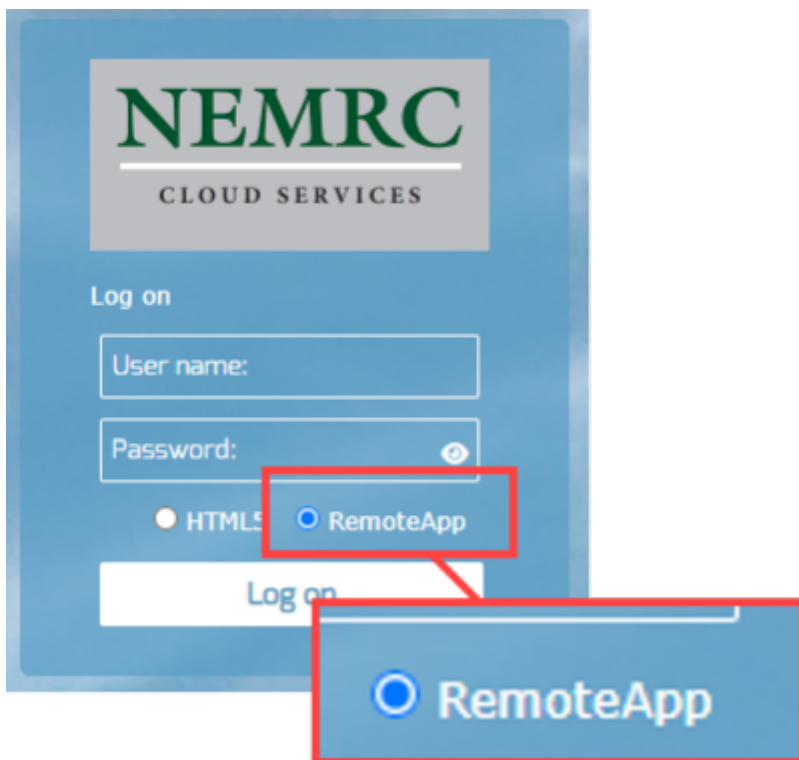 NEMRC
CLOUD SERVICES
Log on
User name:
Password:
HTML5 RemoteApp
Log on
RemoteApp